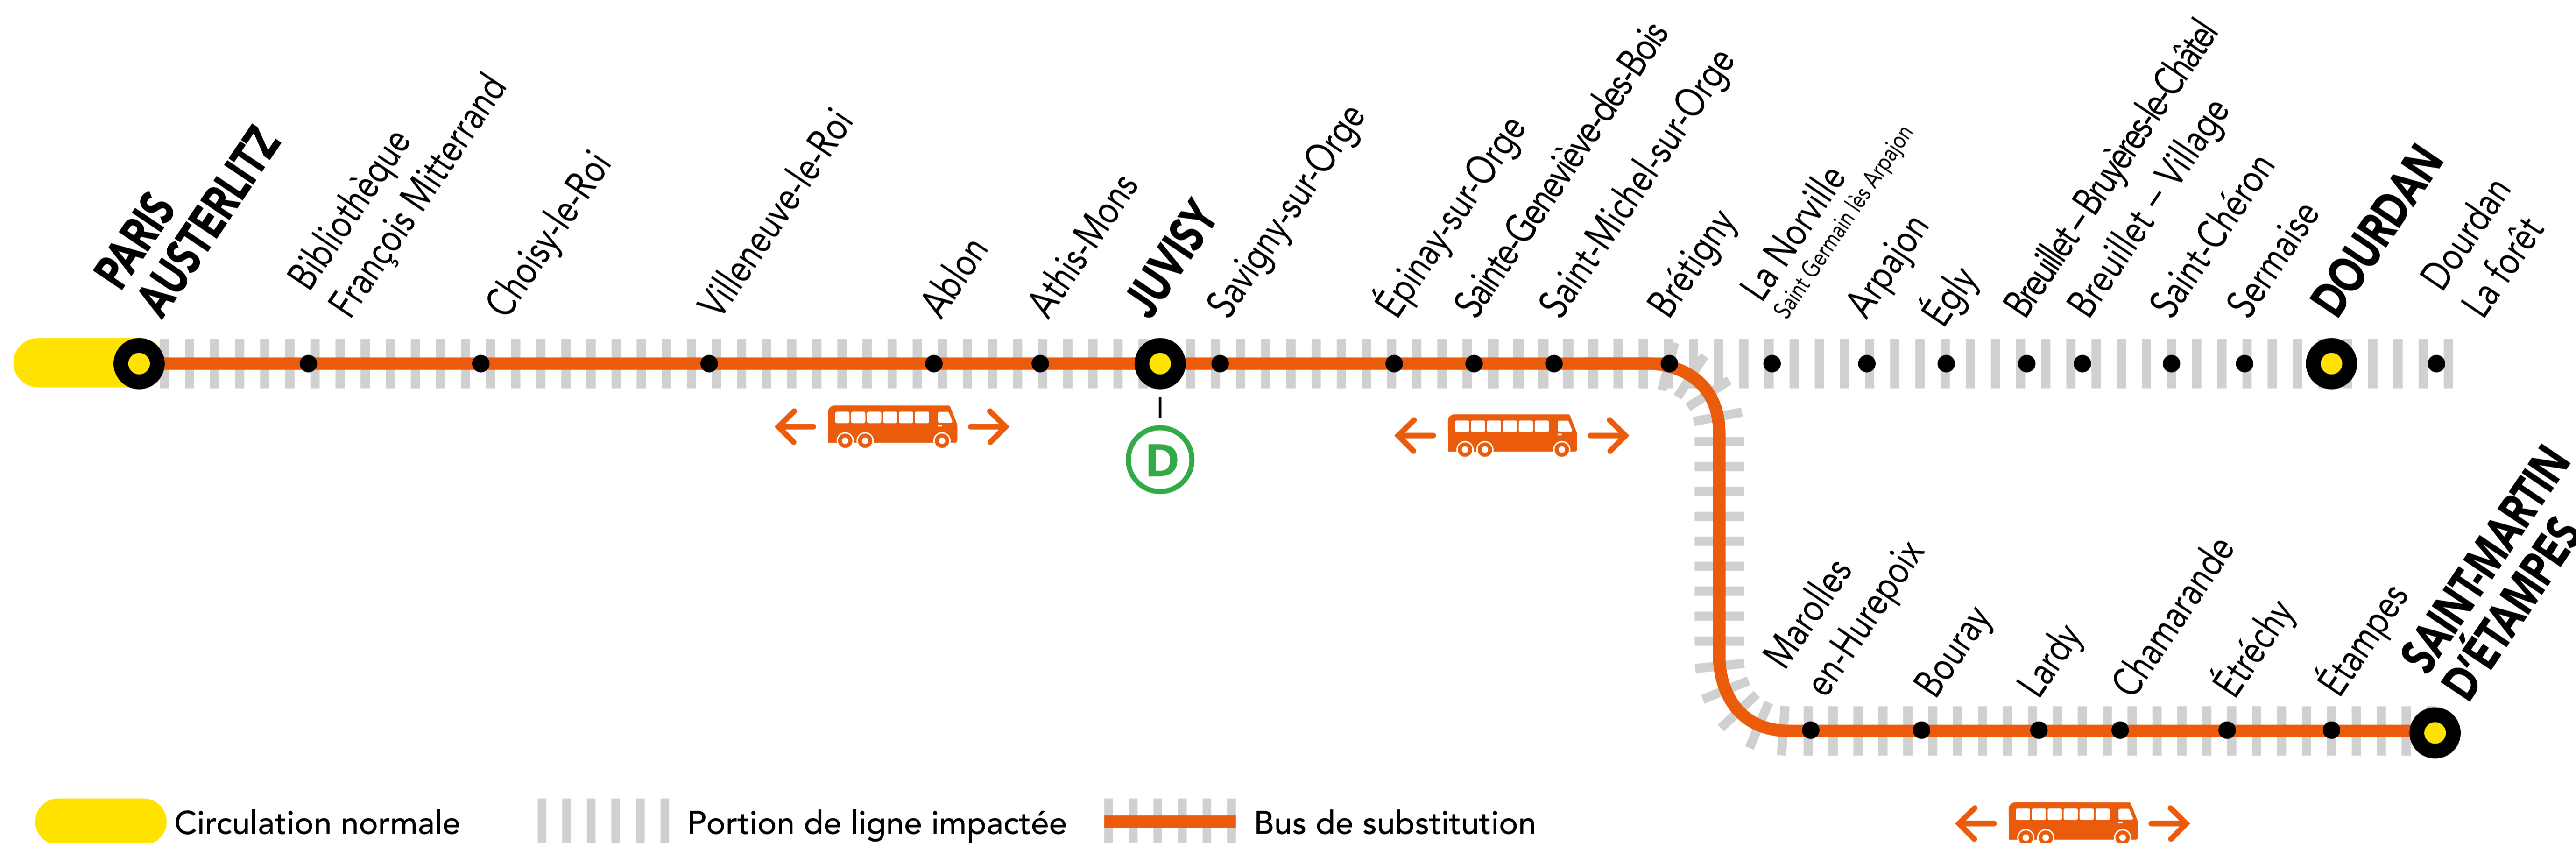 PARIS
AUSTERLITZ
Bibliothèque
François Mitterrand
Choisy-le-Roi
Villeneuve-le-Roi
Ablon
Athis-Mons
JUVISY
Savigny-sur-Orge
Épinay-sur-Orge
Sainte-Geneviève-des-Bois
Saint-Michel-sur-Orge
Brétigny
La Norville
Saint Germain lès Arpajon
Arpajon
Égly
Breuillet – Bruyères-le-Châtel
Breuillet – Village
Saint-Chéron
Sermaise
DOURDAN
Dourdan
La forêt
D
Marolles
en-Hurepoix
Bouray
Lardy
Chamarande
Étréchy
Étampes
SAINT-MARTIN
D'ÉTAMPES
Circulation normale
Portion de ligne impactée
Bus de substitution